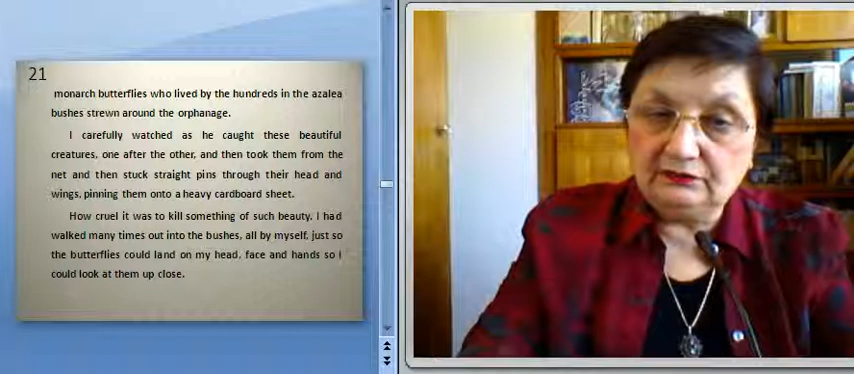 21
monarch butterflies who lived by the hundreds in the azalea
bushes strewn around the orphanage.
I carefully watched as he caught these beautiful
creatures, one after the other, and then took them from the
net and then stuck straight pins through their head and
wings, pinning them onto a heavy cardboard sheet.
How cruel it was to kill something of such beauty. I had
walked many times out into the bushes, all by myself, just so
the butterflies could land on my head, face and hands so I
could look at them up close.